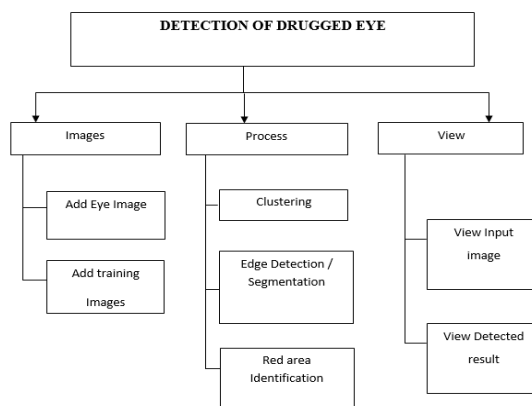 DETECTION OF DRUGGED EYE
Images
Process
View
Add Eye Image
Add training
Images
Clustering
Edge Detection /
Segmentation
Red area
Identification
View Input
image
View Detected
result